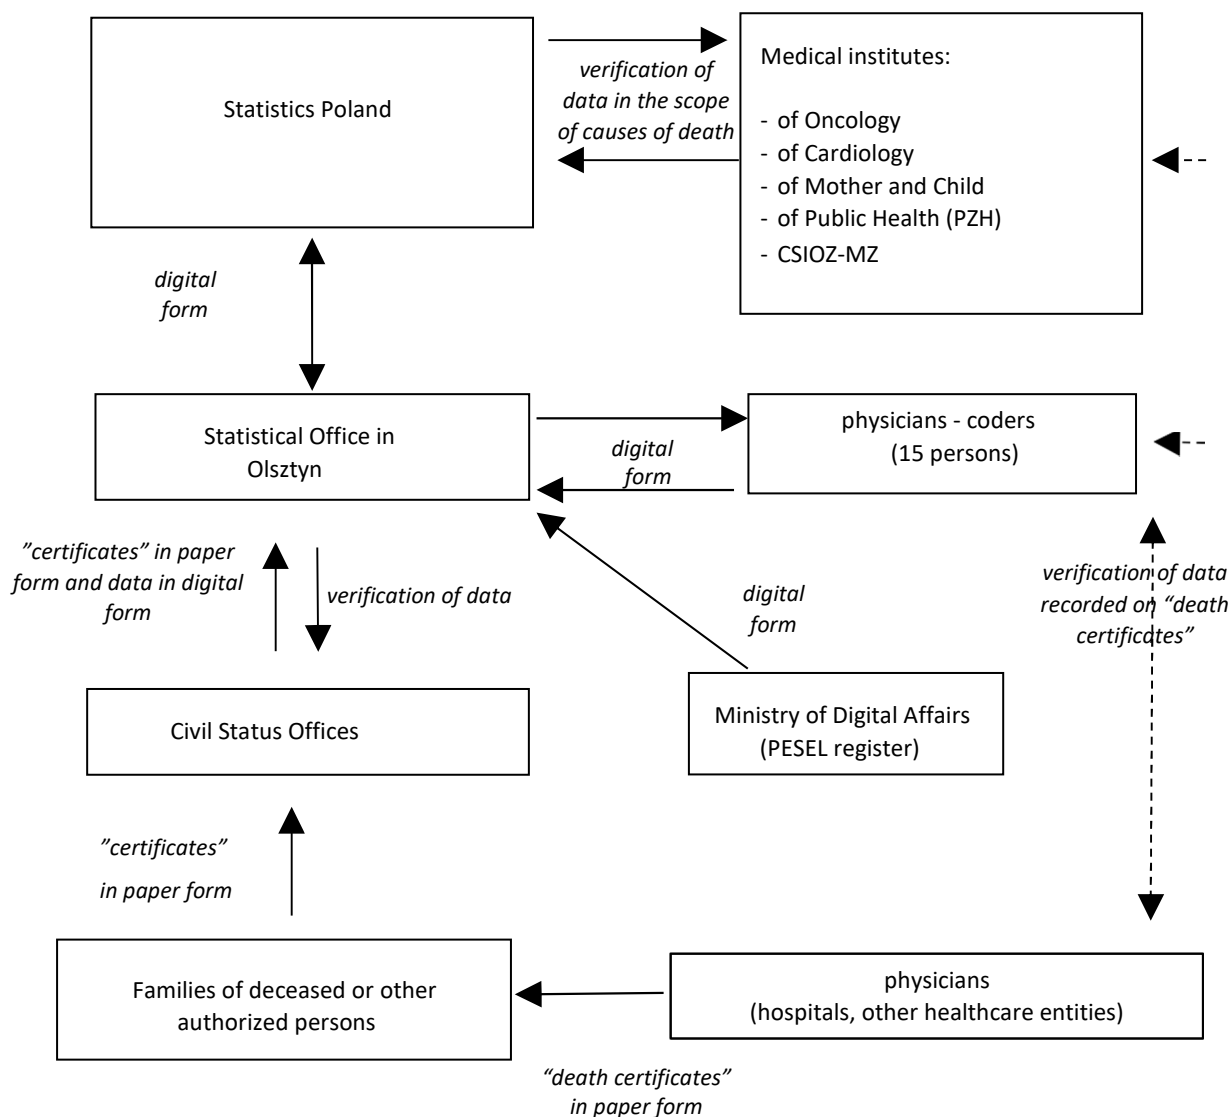 Statistics Poland
verification of
data in the scope
of causes of death
Medical institutes:
- of Oncology
- of Cardiology
- of Mother and Child
- of Public Health (PZH)
- CSIOZ-MZ
digital
form
Statistical Office in
Olsztyn
digital
form
physicians - coders
(15 persons)
”certificates” in paper
form and data in digital
form
verification of data
digital
form
verification of data
recorded on “death
certificates”
Civil Status Offices
Ministry of Digital Affairs
(PESEL register)
”certificates”
in paper form
Families of deceased or other
authorized persons
physicians
(hospitals, other healthcare entities)
“death certificates”
in paper form